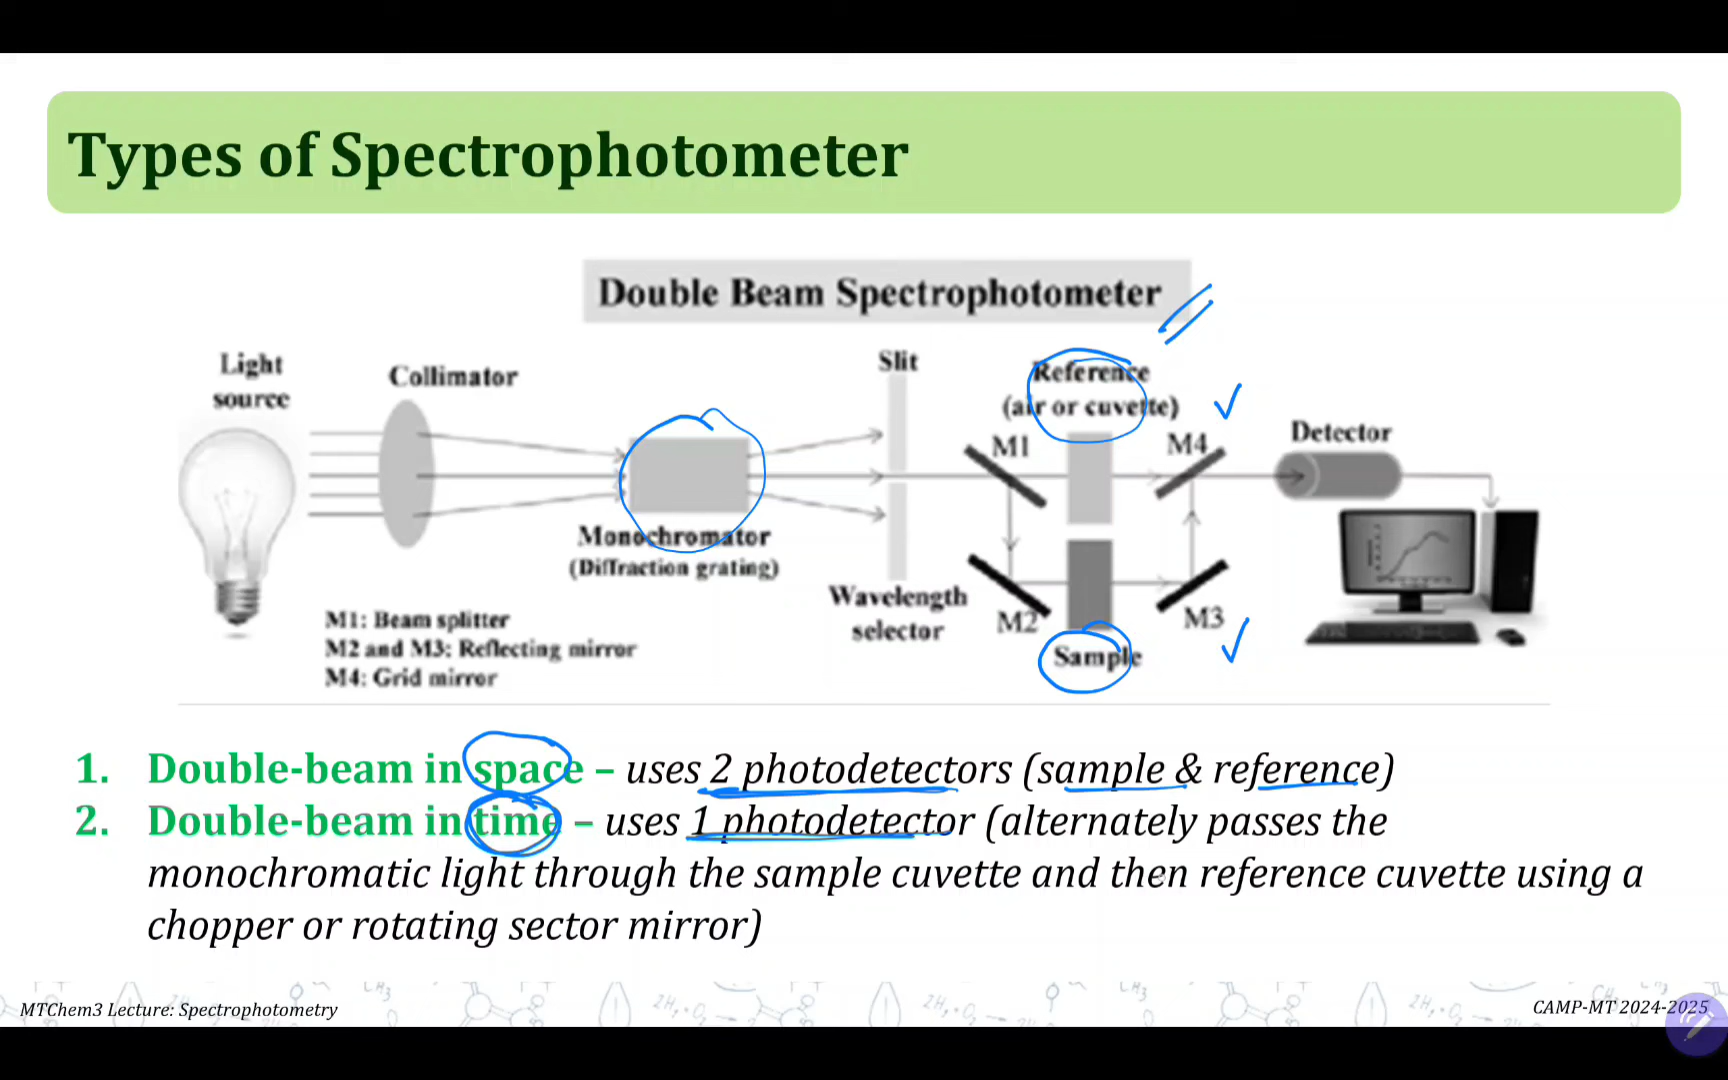 Types of Spectrophotometer
Double Beam Spectrophotometer
Light
source
Collimator
Monochromator
(Diffraction grating)
Slit
Wavelength
selector
Reference
(air or cuvette)
M1
M4
M2
M3
Sample
Detector
M1: Beam splitter
M2 and M3: Reflecting mirror
M4: Grid mirror
1. Double-beam in space – uses 2 photodetectors (sample & reference)
2. Double-beam in time – uses 1 photodetector (alternately passes the
monochromatic light through the sample cuvette and then reference cuvette using a
chopper or rotating sector mirror)
MTChem3 Lecture: Spectrophotometry
CAMP-MT 2024-2025